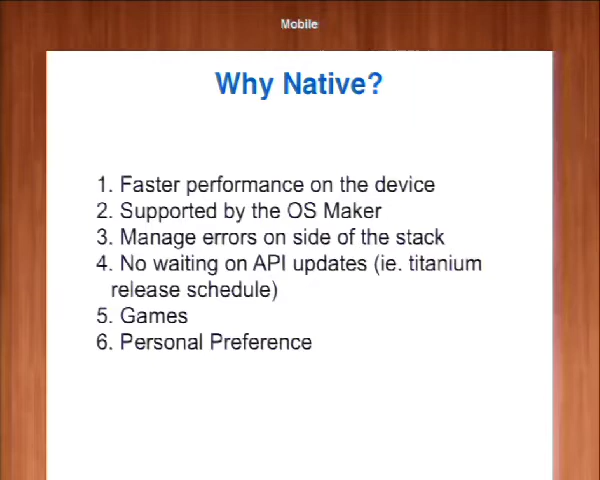 Mobile
Why Native?
1. Faster performance on the device
2. Supported by the OS Maker
3. Manage errors on side of the stack
4. No waiting on API updates (ie. titanium
release schedule)
5. Games
6. Personal Preference